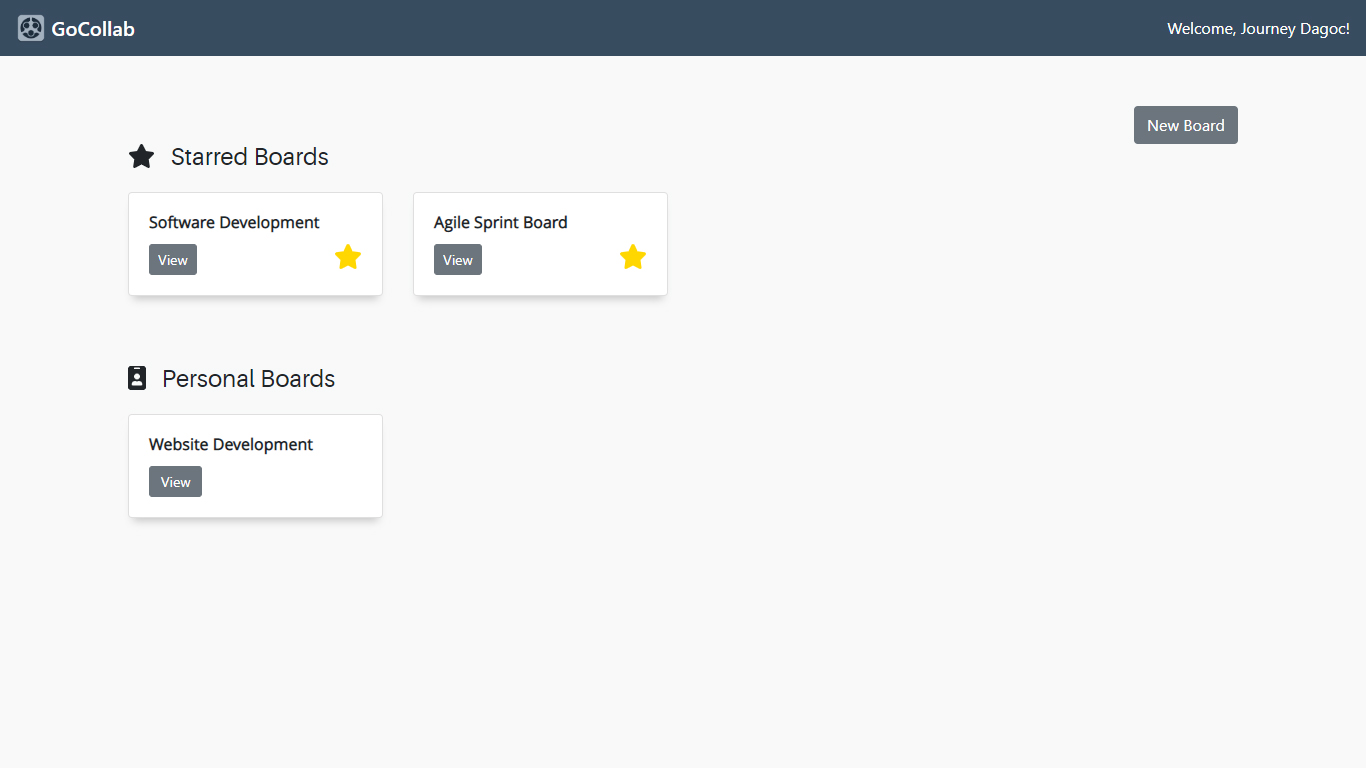 GoCollab
Welcome, Journey Dagoc!
New Board
Starred Boards
Software Development
View
Agile Sprint Board
View
Personal Boards
Website Development
View